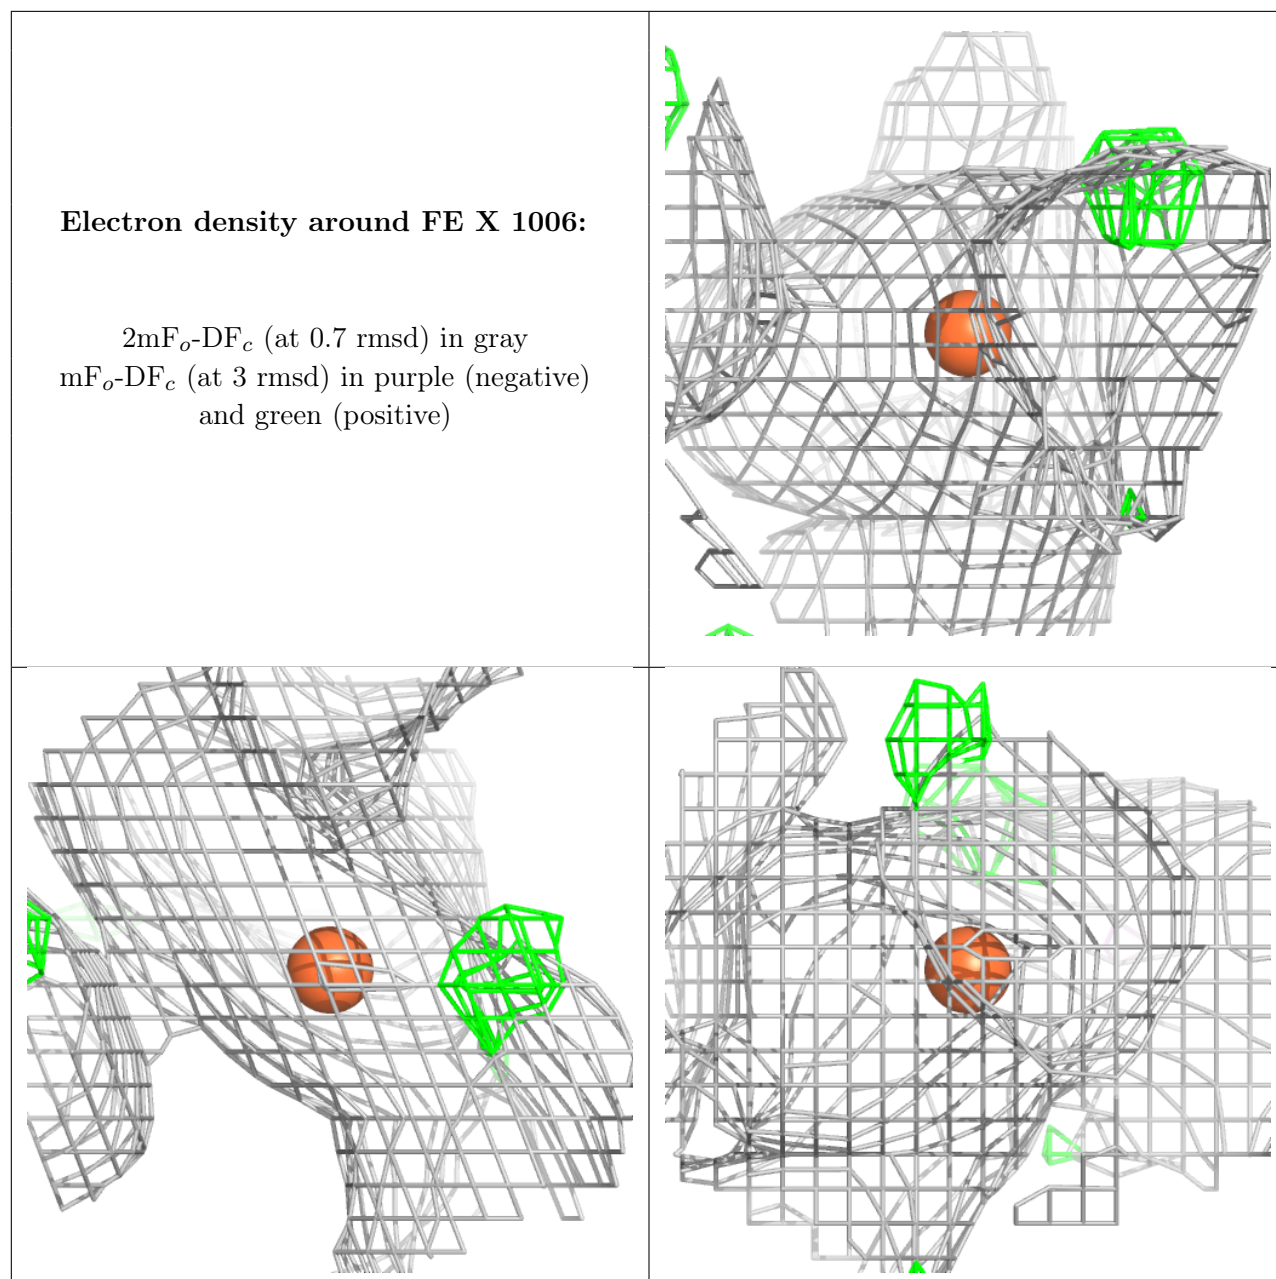 Electron density around FE X 1006:
2mFo-DFc (at 0.7 rmsd) in gray
mFo-DFc (at 3 rmsd) in purple (negative)
and green (positive)